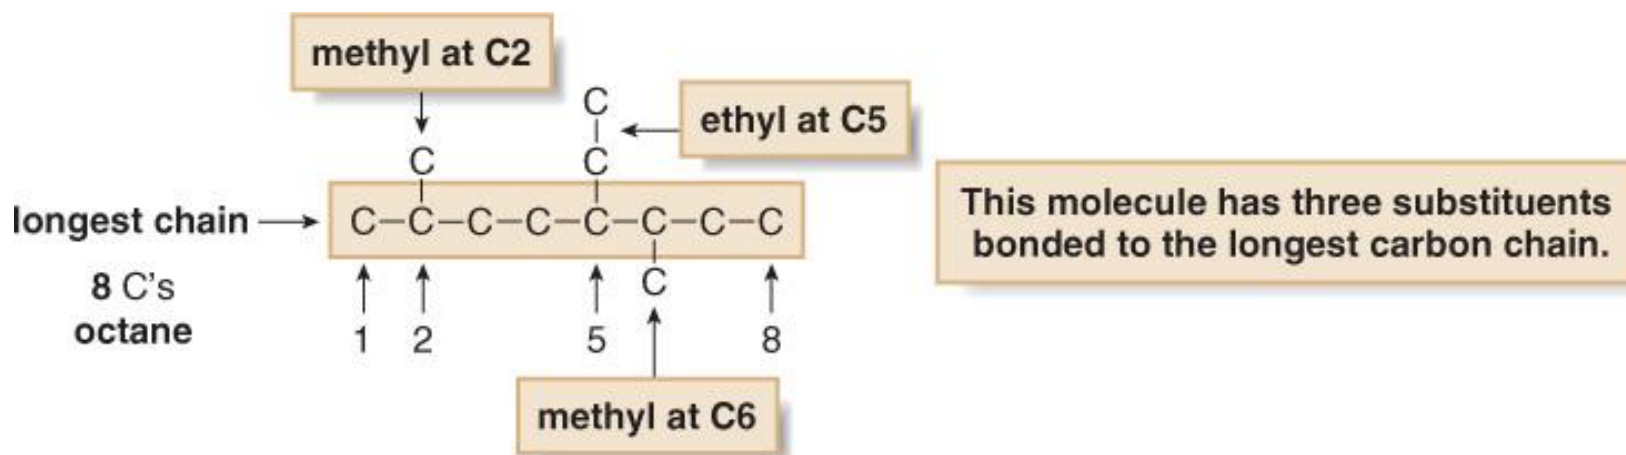 methyl at C2
C
ethyl at C5
C
C
longest chain
C–C–C–C–C–C–C–C
This molecule has three substituents
bonded to the longest carbon chain.
8 C's
octane
C
1 2 5 8
methyl at C6